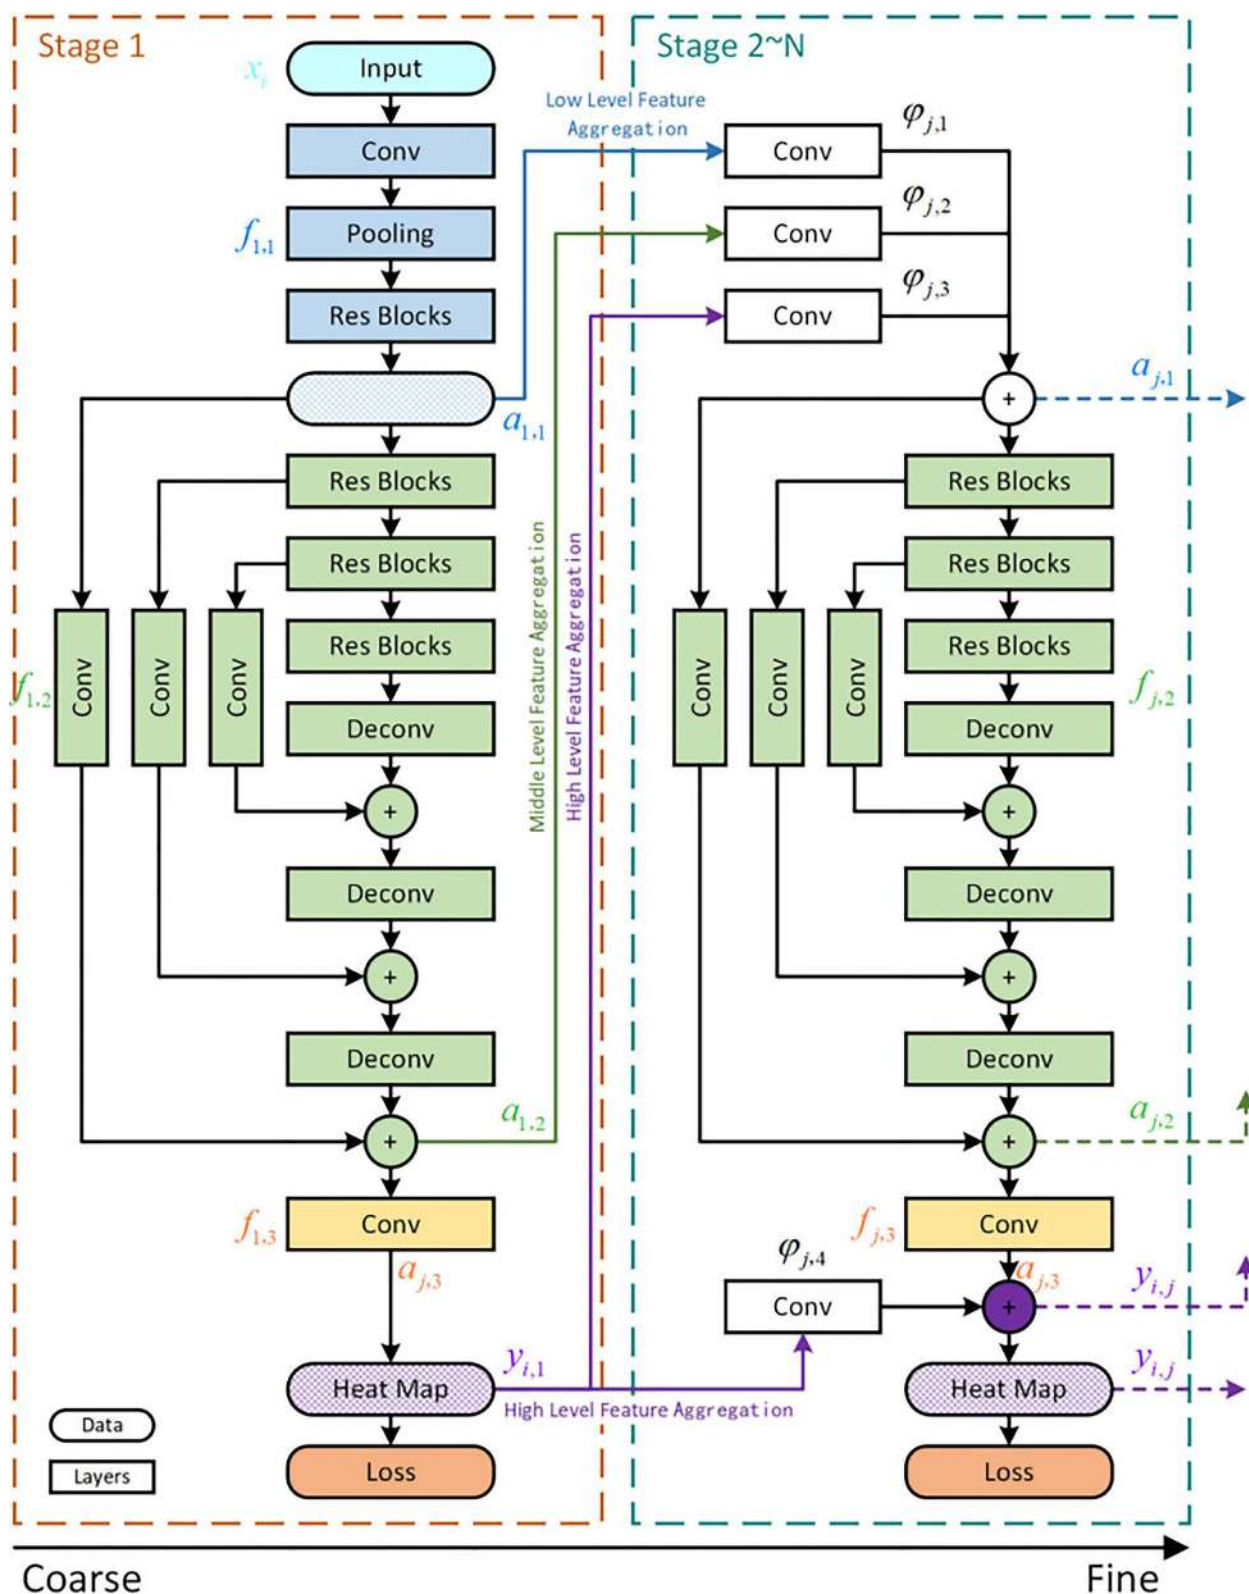 Stage 1
x_i
Input
Conv
f_{1,1}
Pooling
Res Blocks
a_{1,1}
Res Blocks
Res Blocks
Res Blocks
f_{1,2}
Conv
Conv
Conv
Deconv
+
Deconv
+
Deconv
a_{1,2}
+
f_{1,3}
Conv
a_{j,3}
y_{i,1}
Heat Map
Loss
Data
Layers
Low Level Feature
Aggregation
Middle Level Feature Aggregation
High Level Feature Aggregation
High Level Feature Aggregation
Stage 2~N
Conv
φ_{j,1}
Conv
φ_{j,2}
Conv
φ_{j,3}
+
a_{j,1}
Res Blocks
Res Blocks
Res Blocks
Conv
Conv
Conv
f_{j,2}
Deconv
+
Deconv
+
Deconv
+
a_{j,2}
f_{j,3}
Conv
φ_{j,4}
a_{j,3}
Conv
+
y_{i,j}
Heat Map
y_{i,j}
Loss
Coarse
Fine